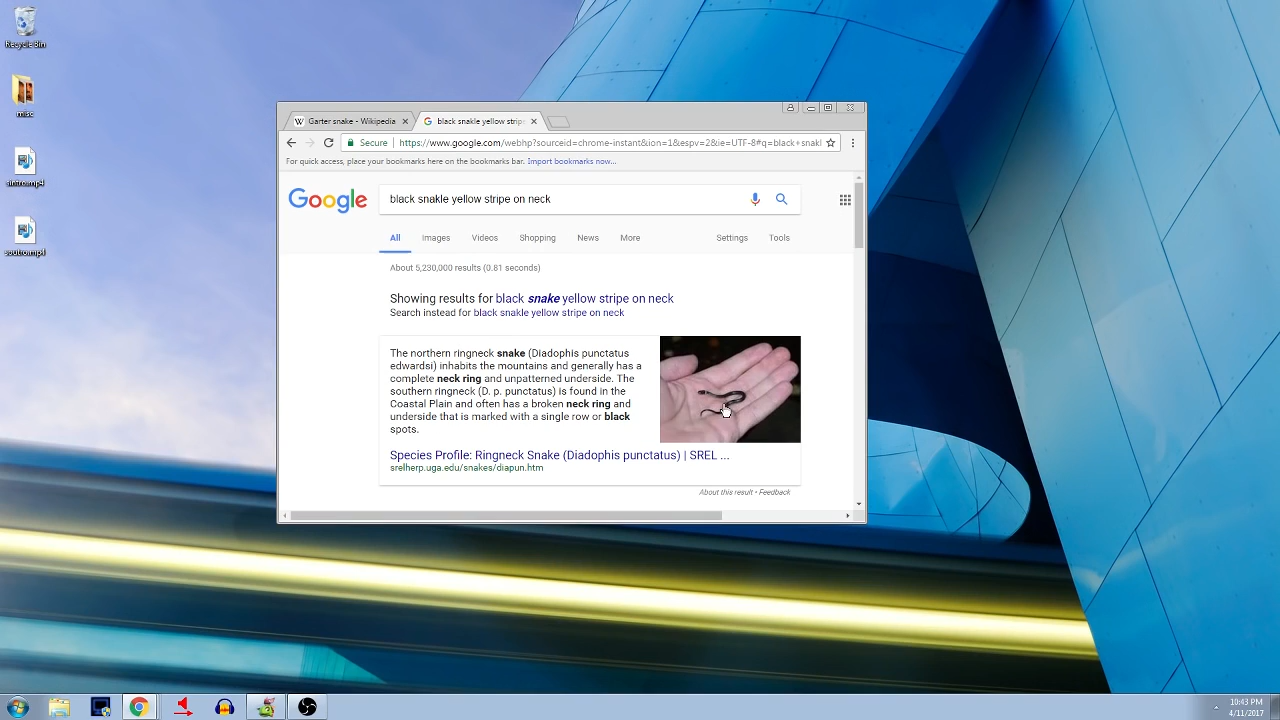 Recycle Bin
misc
Garter snake - Wikipedia
black snakle yellow stripe
Secure
https://www.google.com/webhp?sourceid=chrome-instant&ion=1&espv=2&ie=UTF-8#q=black+snakl
For quick access, place your bookmarks here on the bookmarks bar. Import bookmarks now...
Google
black snakle yellow stripe on neck
All Images Videos Shopping News More Settings Tools
About 5,230,000 results (0.81 seconds)
Showing results for black snake yellow stripe on neck
Search instead for black snakle yellow stripe on neck
The northern ringneck snake (Diadophis punctatus
edwardsi) inhabits the mountains and generally has a
complete neck ring and unpatterned underside. The
southern ringneck (D. p. punctatus) is found in the
Coastal Plain and often has a broken neck ring and
underside that is marked with a single row or black
spots.
Species Profile: Ringneck Snake (Diadophis punctatus) | SREL ...
srelherp.uga.edu/snakes/diapun.htm
About this result • Feedback
10:43 PM
4/11/2017